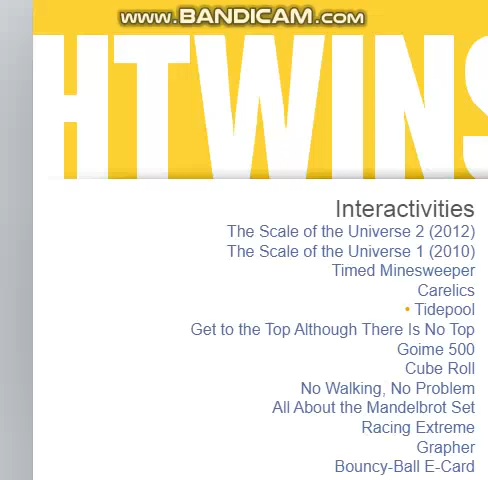 www.BANDICAM.com
HTWINS
Interactivities
The Scale of the Universe 2 (2012)
The Scale of the Universe 1 (2010)
Timed Minesweeper
Carelics
• Tidepool
Get to the Top Although There Is No Top
Goime 500
Cube Roll
No Walking, No Problem
All About the Mandelbrot Set
Racing Extreme
Grapher
Bouncy-Ball E-Card